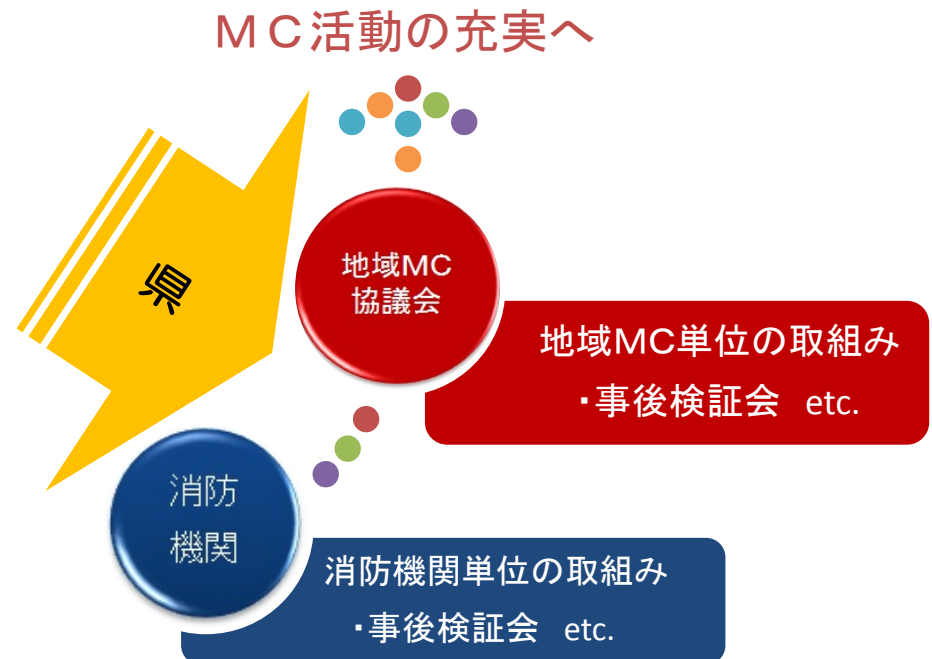 ＭＣ活動の充実へ
県
地域MC
協議会
地域MC単位の取組み
・事後検証会 etc.
消防
機関
消防機関単位の取組み
・事後検証会 etc.